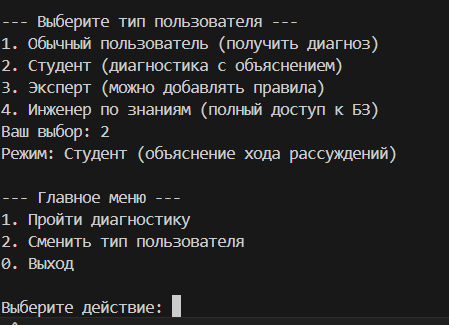 --- Выберите тип пользователя ---
1. Обычный пользователь (получить диагноз)
2. Студент (диагностика с объяснением)
3. Эксперт (можно добавлять правила)
4. Инженер по знаниям (полный доступ к БЗ)
Ваш выбор: 2
Режим: Студент (объяснение хода рассуждений)
--- Главное меню ---
1. Пройти диагностику
2. Сменить тип пользователя
0. Выход
Выберите действие: